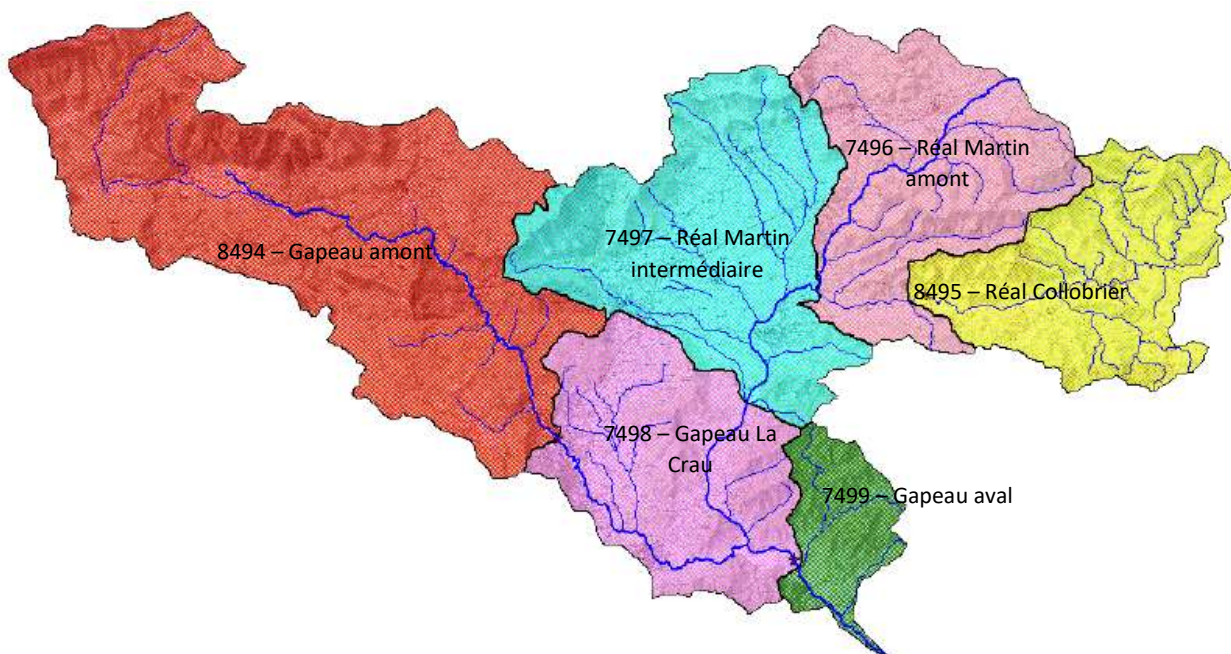 7496 – Réal Martin
amont
7497 – Réal Martin
intermédiaire
8494 – Gapeau amont
8495 – Réal Collobrier
7498 – Gapeau La
Crau
7499 – Gapeau aval